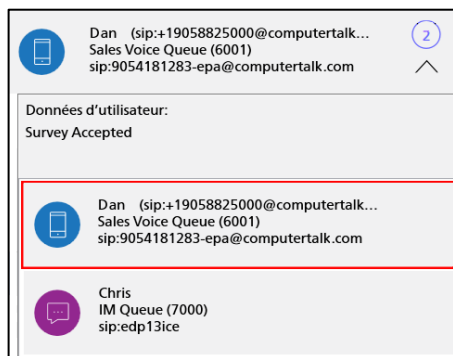 Dan (sip:+19058825000@computertalk...
2
Sales Voice Queue (6001)
sip:9054181283-epa@computertalk.com
Données d'utilisateur:
Survey Accepted
Dan (sip:+19058825000@computertalk...
Sales Voice Queue (6001)
sip:9054181283-epa@computertalk.com
Chris
IM Queue (7000)
sip:edp13ice